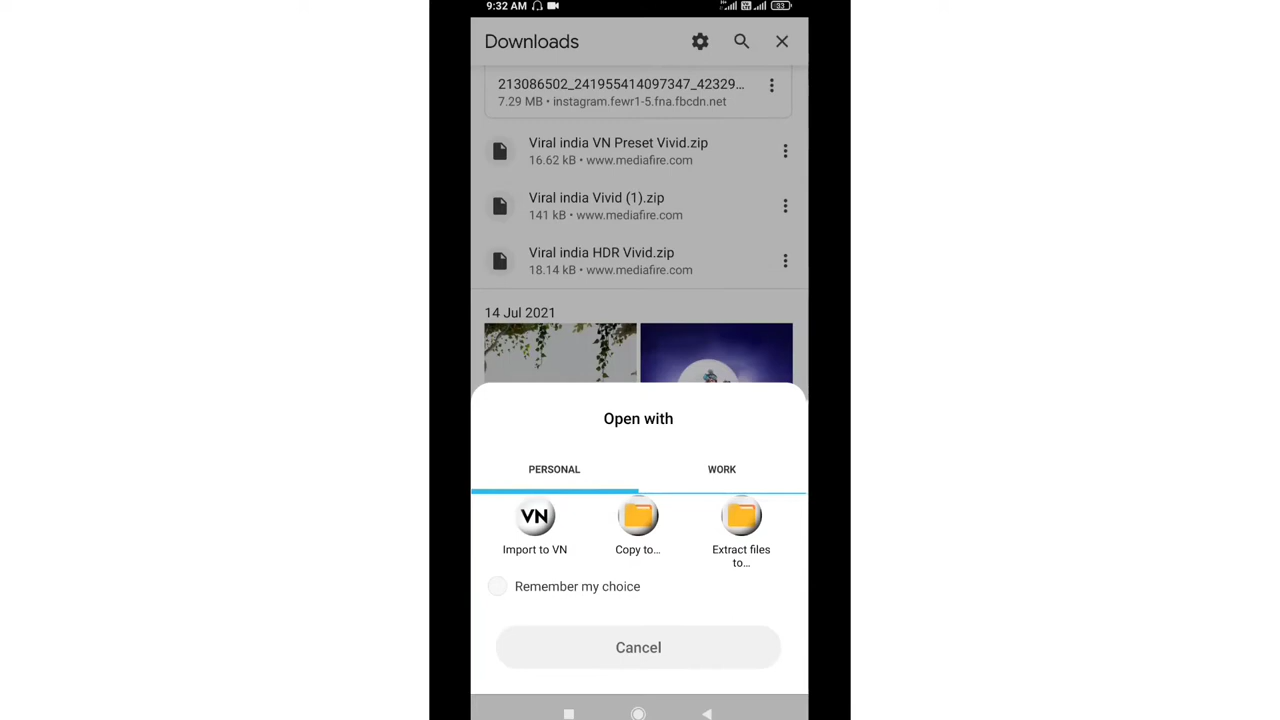 9:32 AM
33
Downloads
213086502_241955414097347_42329...
7.29 MB • instagram.fewr1-5.fna.fbcdn.net
Viral india VN Preset Vivid.zip
16.62 kB • www.mediafire.com
Viral india Vivid (1).zip
141 kB • www.mediafire.com
Viral india HDR Vivid.zip
18.14 kB • www.mediafire.com
14 Jul 2021
Open with
PERSONAL
WORK
VN
Import to VN
Copy to...
Extract files
to...
Remember my choice
Cancel